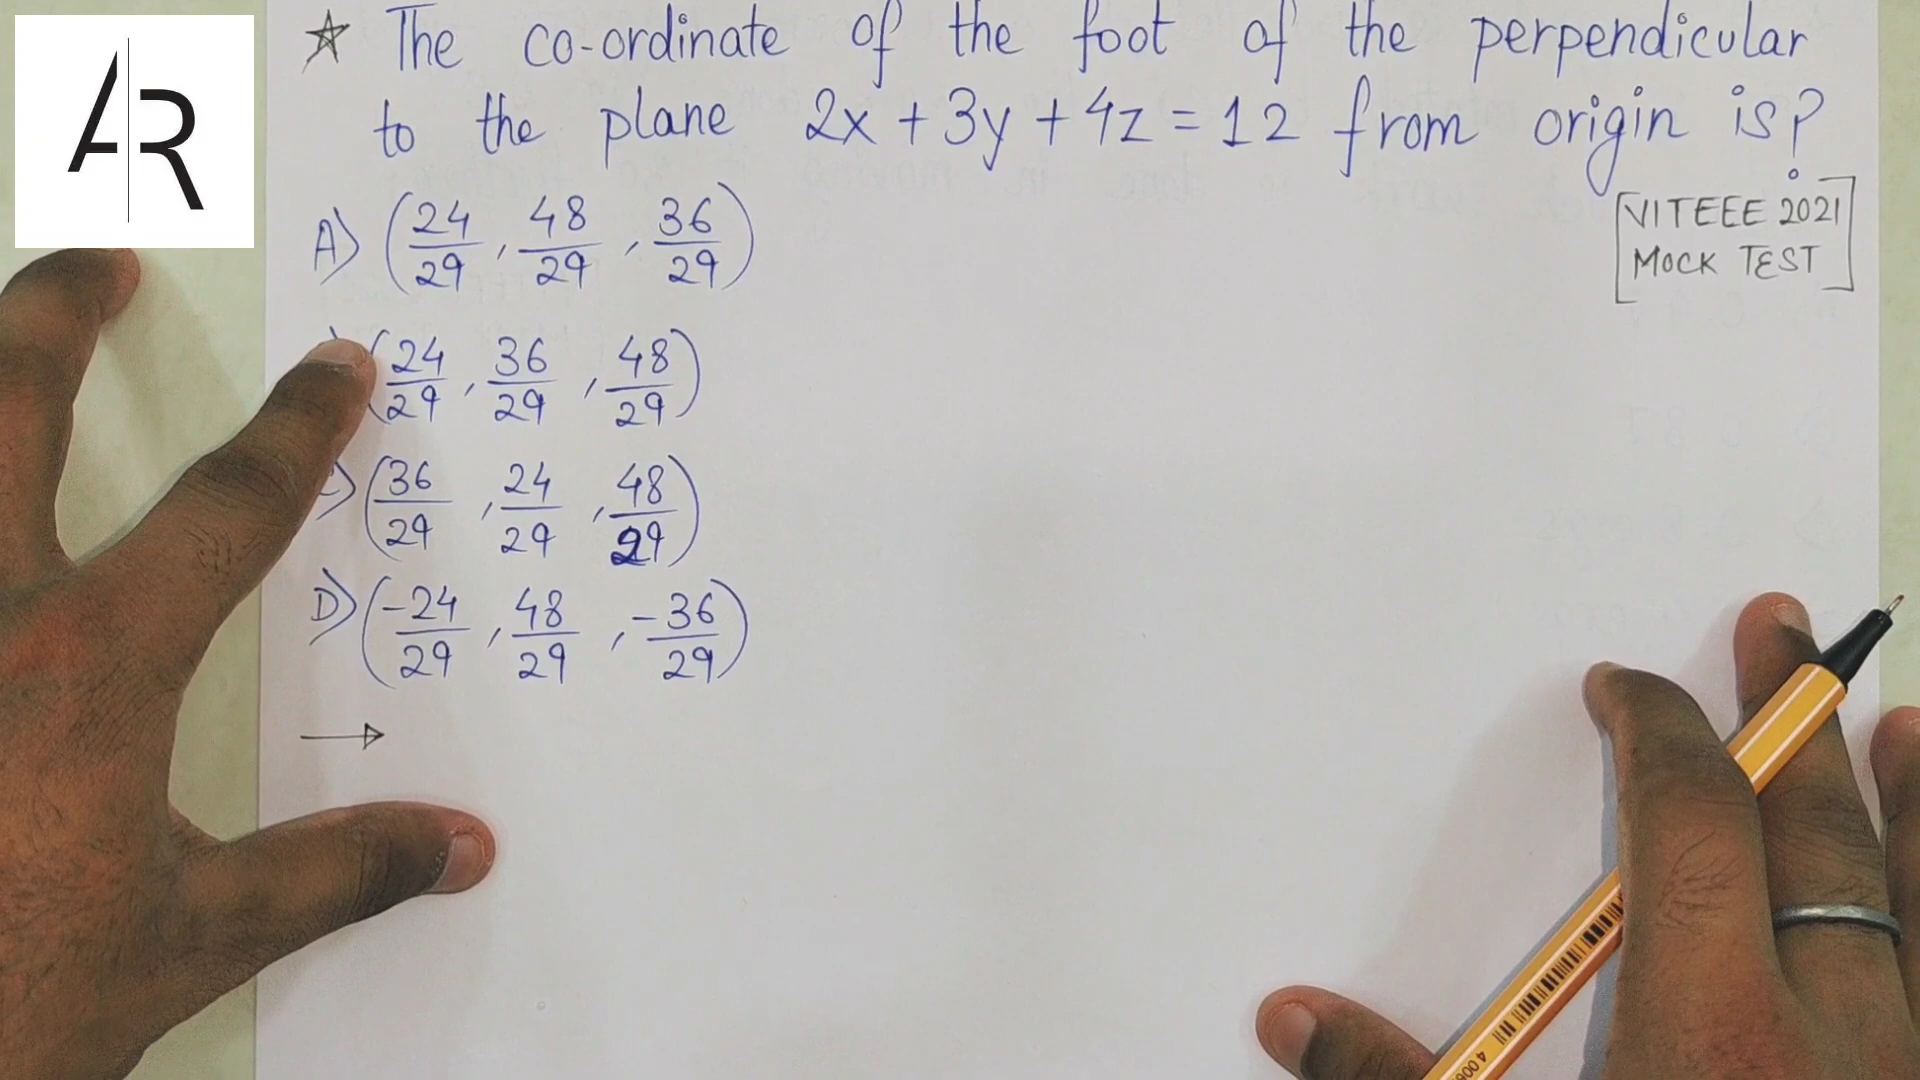 AR
☆ The co-ordinate of the foot of the perpendicular
to the plane 2x + 3y + 4z = 12 from origin is?
[VITEEE 2021
MOCK TEST]
A) (24/29, 48/29, 36/29)
(24/29, 36/29, 48/29)
C) (36/29, 24/29, 48/29)
D) (-24/29, 48/29, -36/29)
→